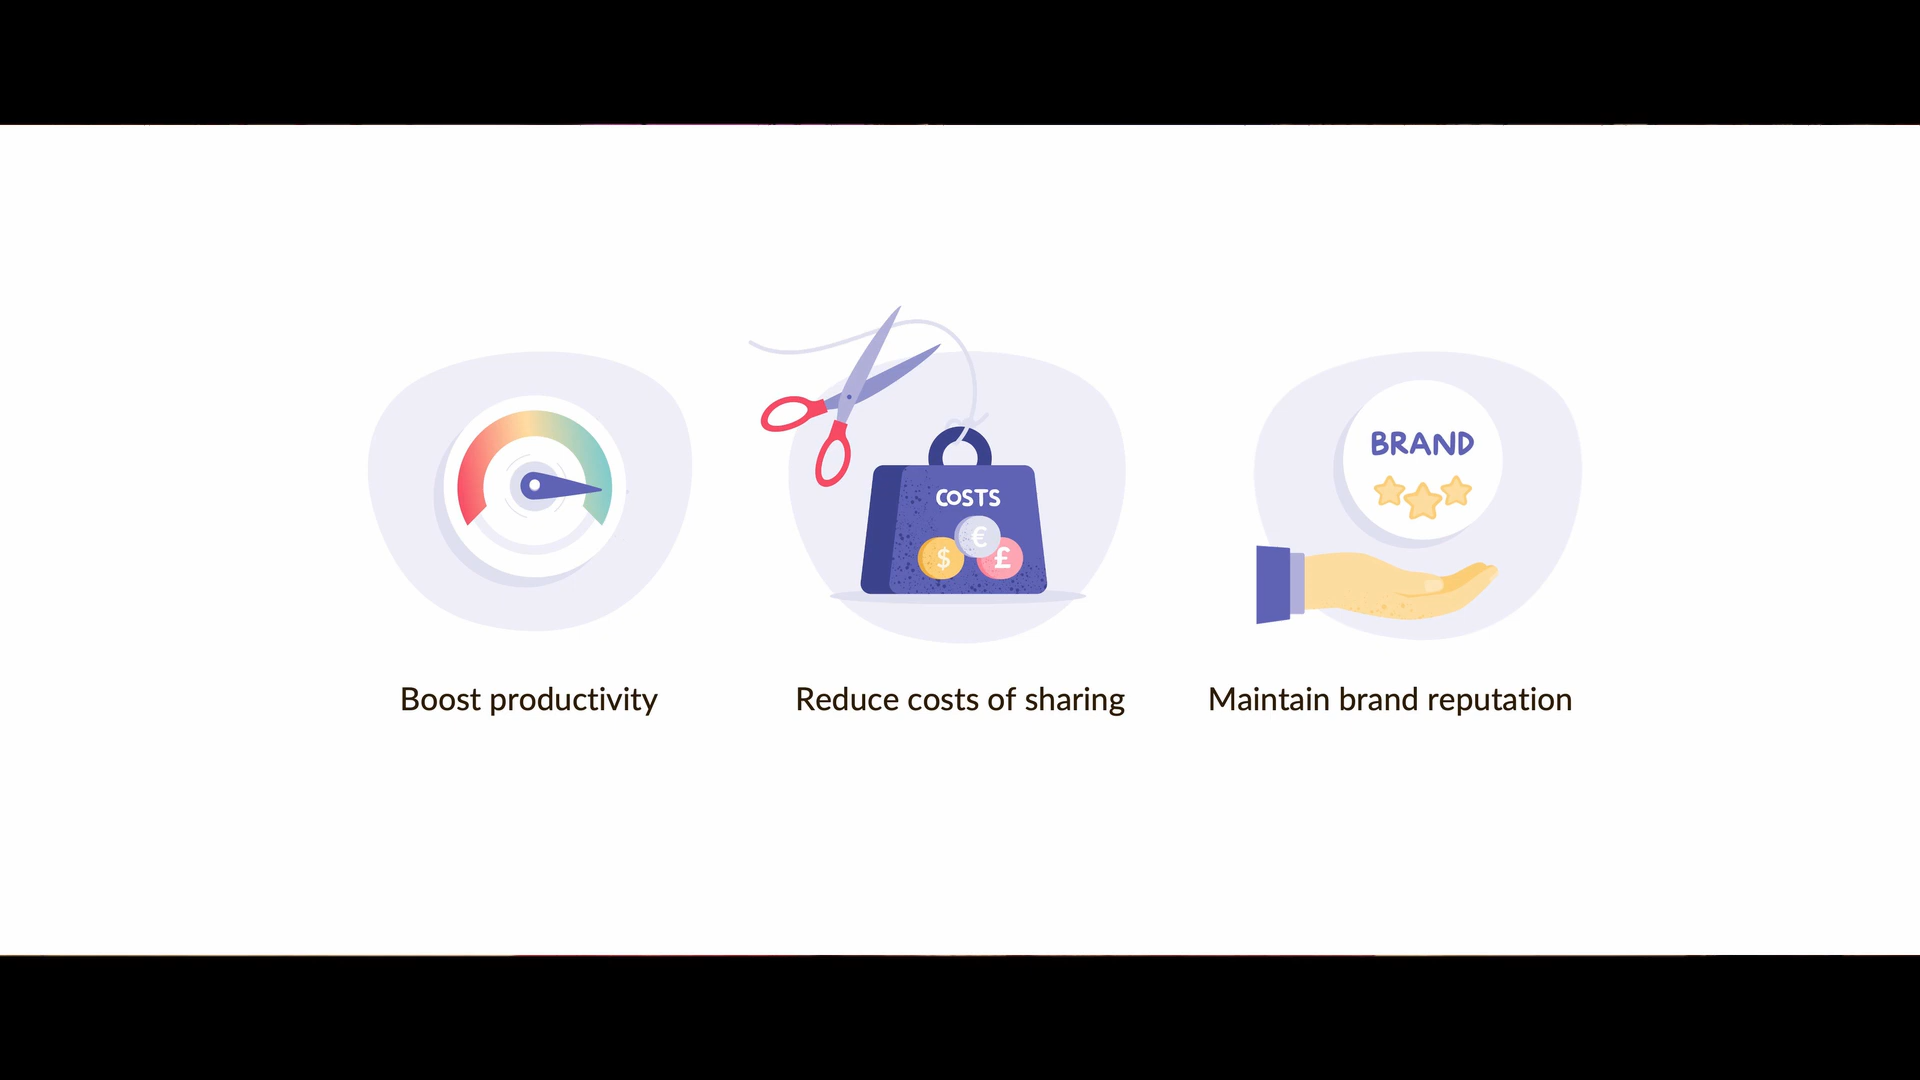 COSTS
€
$ £
BRAND
Boost productivity
Reduce costs of sharing
Maintain brand reputation